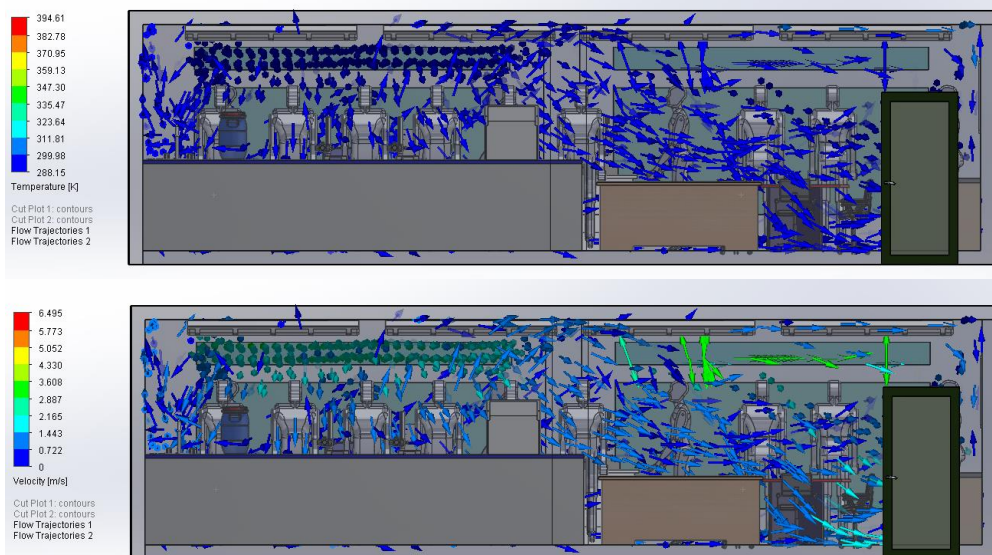 394.61
382.78
370.95
359.13
347.30
335.47
323.64
311.81
299.98
288.15
Temperature [K]
Cut Plot 1: contours
Cut Plot 2: contours
Flow Trajectories 1
Flow Trajectories 2
6.495
5.773
5.052
4.330
3.608
2.887
2.165
1.443
0.722
0
Velocity [m/s]
Cut Plot 1: contours
Cut Plot 2: contours
Flow Trajectories 1
Flow Trajectories 2